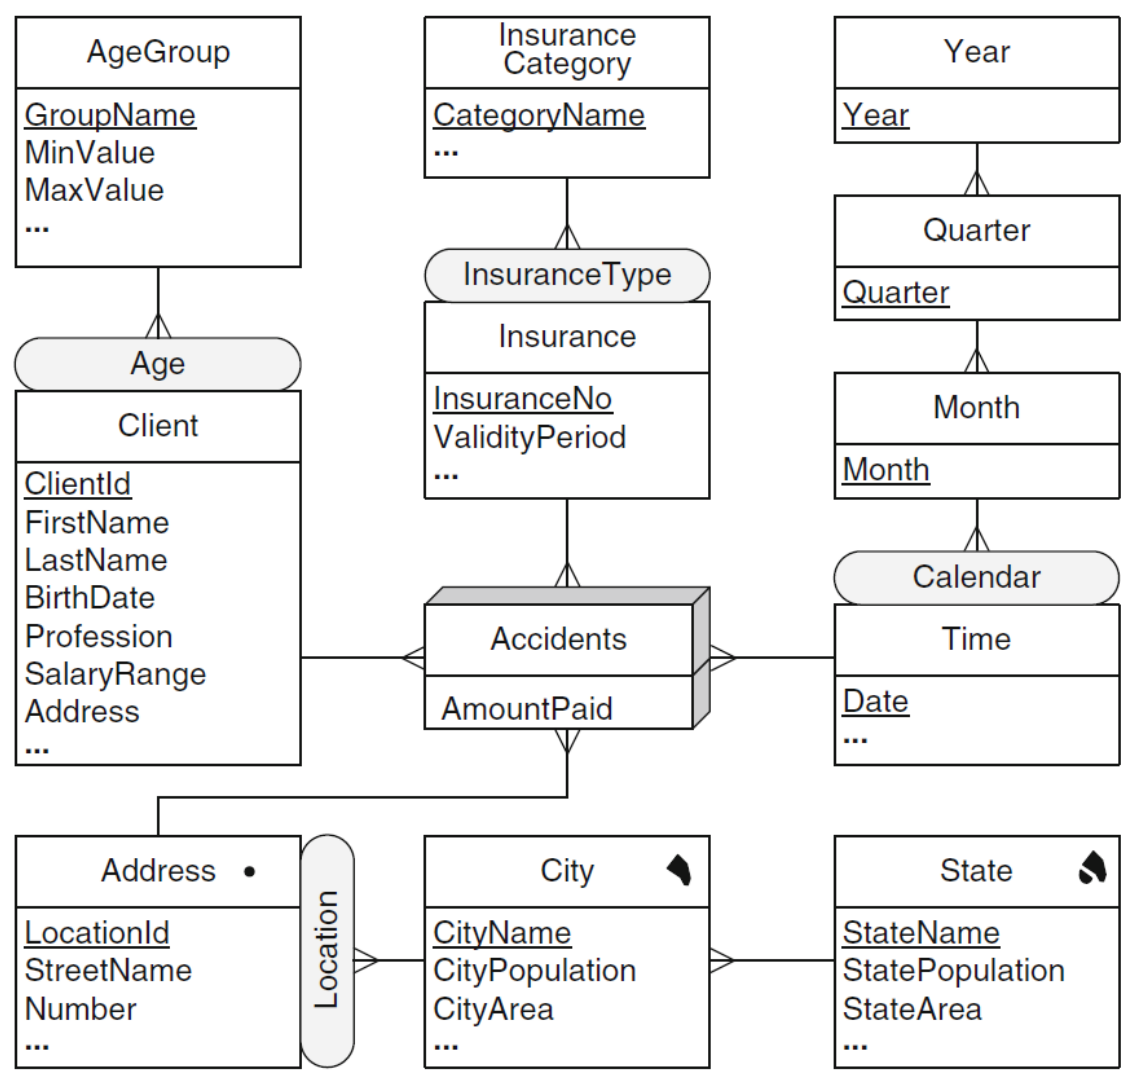 AgeGroup
GroupName
MinValue
MaxValue
...
Insurance
Category
CategoryName
...
Year
Year
Quarter
Quarter
Month
Month
Age
Client
ClientId
FirstName
LastName
BirthDate
Profession
SalaryRange
Address
...
InsuranceType
Insurance
InsuranceNo
ValidityPeriod
...
Calendar
Time
Date
...
Accidents
AmountPaid
Address
LocationId
StreetName
Number
...
Location
City
CityName
CityPopulation
CityArea
...
State
StateName
StatePopulation
StateArea
...